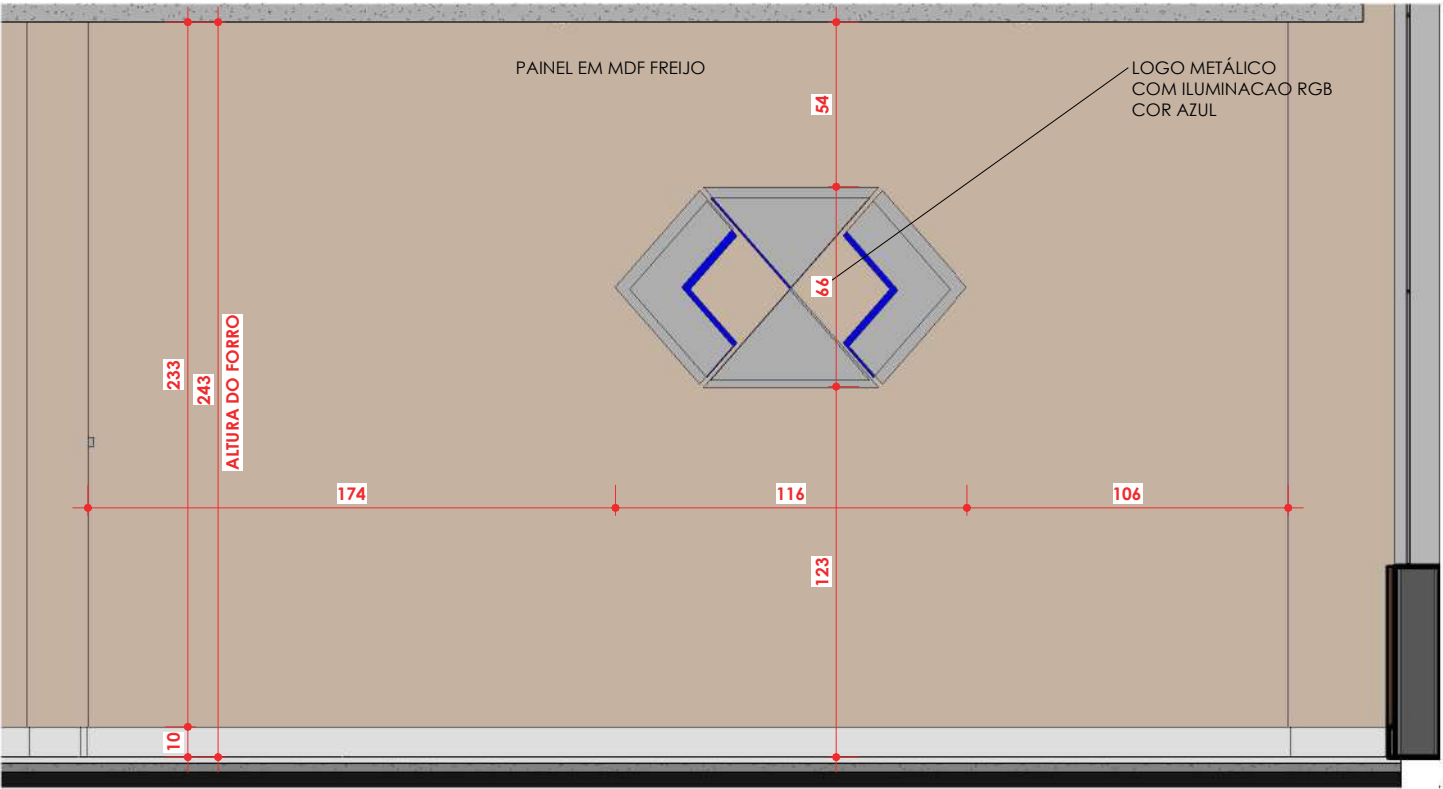 PAINEL EM MDF FREIJO
LOGO METÁLICO
COM ILUMINACAO RGB
COR AZUL
54
66
233
243
ALTURA DO FORRO
174
116
106
123
10